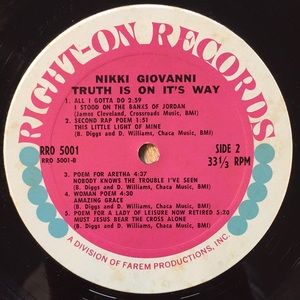 RIGHT-ON RECORDS
NIKKI GIOVANNI
TRUTH IS ON IT'S WAY
1. ALL I GOTTA DO 2:59
I STOOD ON THE BANKS OF JORDAN
(James Cleveland, Crossroads Music, BMI)
2. SECOND RAP POEM 1:51
THIS LITTLE LIGHT OF MINE
(B. Diggs and D. Williams, Chaca Music, BMI)
RRO 5001
RRO 5001-B
SIDE 2
33 1/3 RPM
3. POEM FOR ARETHA 4:37
NOBODY KNOWS THE TROUBLE I'VE SEEN
(B. Diggs and D. Williams, Chaca Music, BMI)
4. WOMAN POEM 4:30
AMAZING GRACE
(B. Diggs and D. Williams, Chaca Music, BMI)
5. POEM FOR A LADY OF LEISURE NOW RETIRED 5:20
MUST JESUS BEAR THE CROSS ALONE
(B. Diggs and D. Williams, Chaca Music, BMI)
A DIVISION OF FAREM PRODUCTIONS, INC.